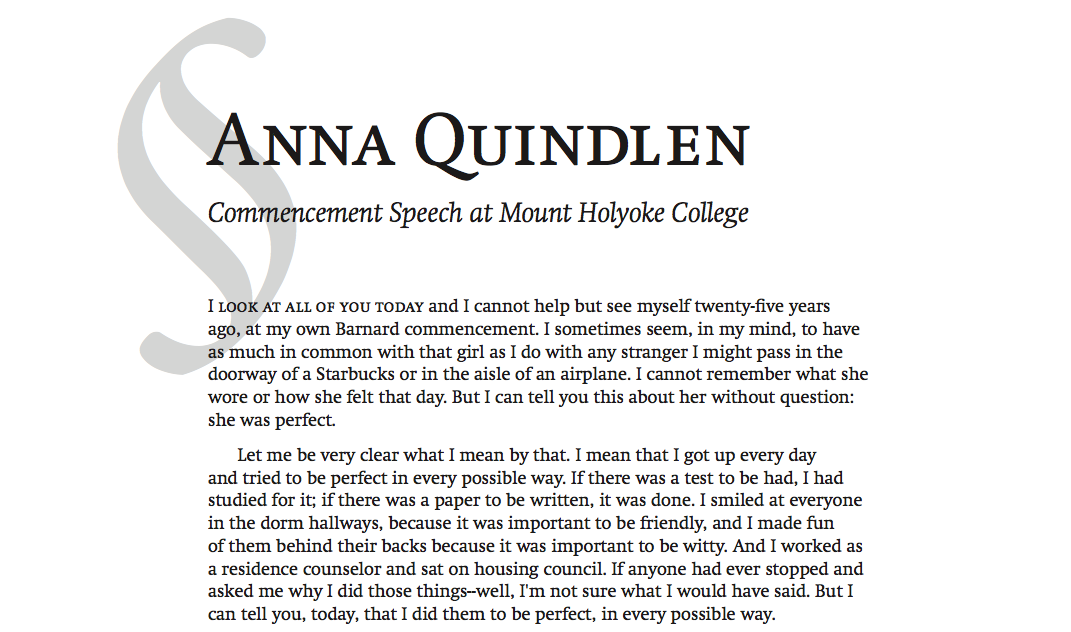 §
ANNA QUINDLEN
Commencement Speech at Mount Holyoke College
I LOOK AT ALL OF YOU TODAY and I cannot help but see myself twenty-five years
ago, at my own Barnard commencement. I sometimes seem, in my mind, to have
as much in common with that girl as I do with any stranger I might pass in the
doorway of a Starbucks or in the aisle of an airplane. I cannot remember what she
wore or how she felt that day. But I can tell you this about her without question:
she was perfect.
Let me be very clear what I mean by that. I mean that I got up every day
and tried to be perfect in every possible way. If there was a test to be had, I had
studied for it; if there was a paper to be written, it was done. I smiled at everyone
in the dorm hallways, because it was important to be friendly, and I made fun
of them behind their backs because it was important to be witty. And I worked as
a residence counselor and sat on housing council. If anyone had ever stopped and
asked me why I did those things--well, I'm not sure what I would have said. But I
can tell you, today, that I did them to be perfect, in every possible way.